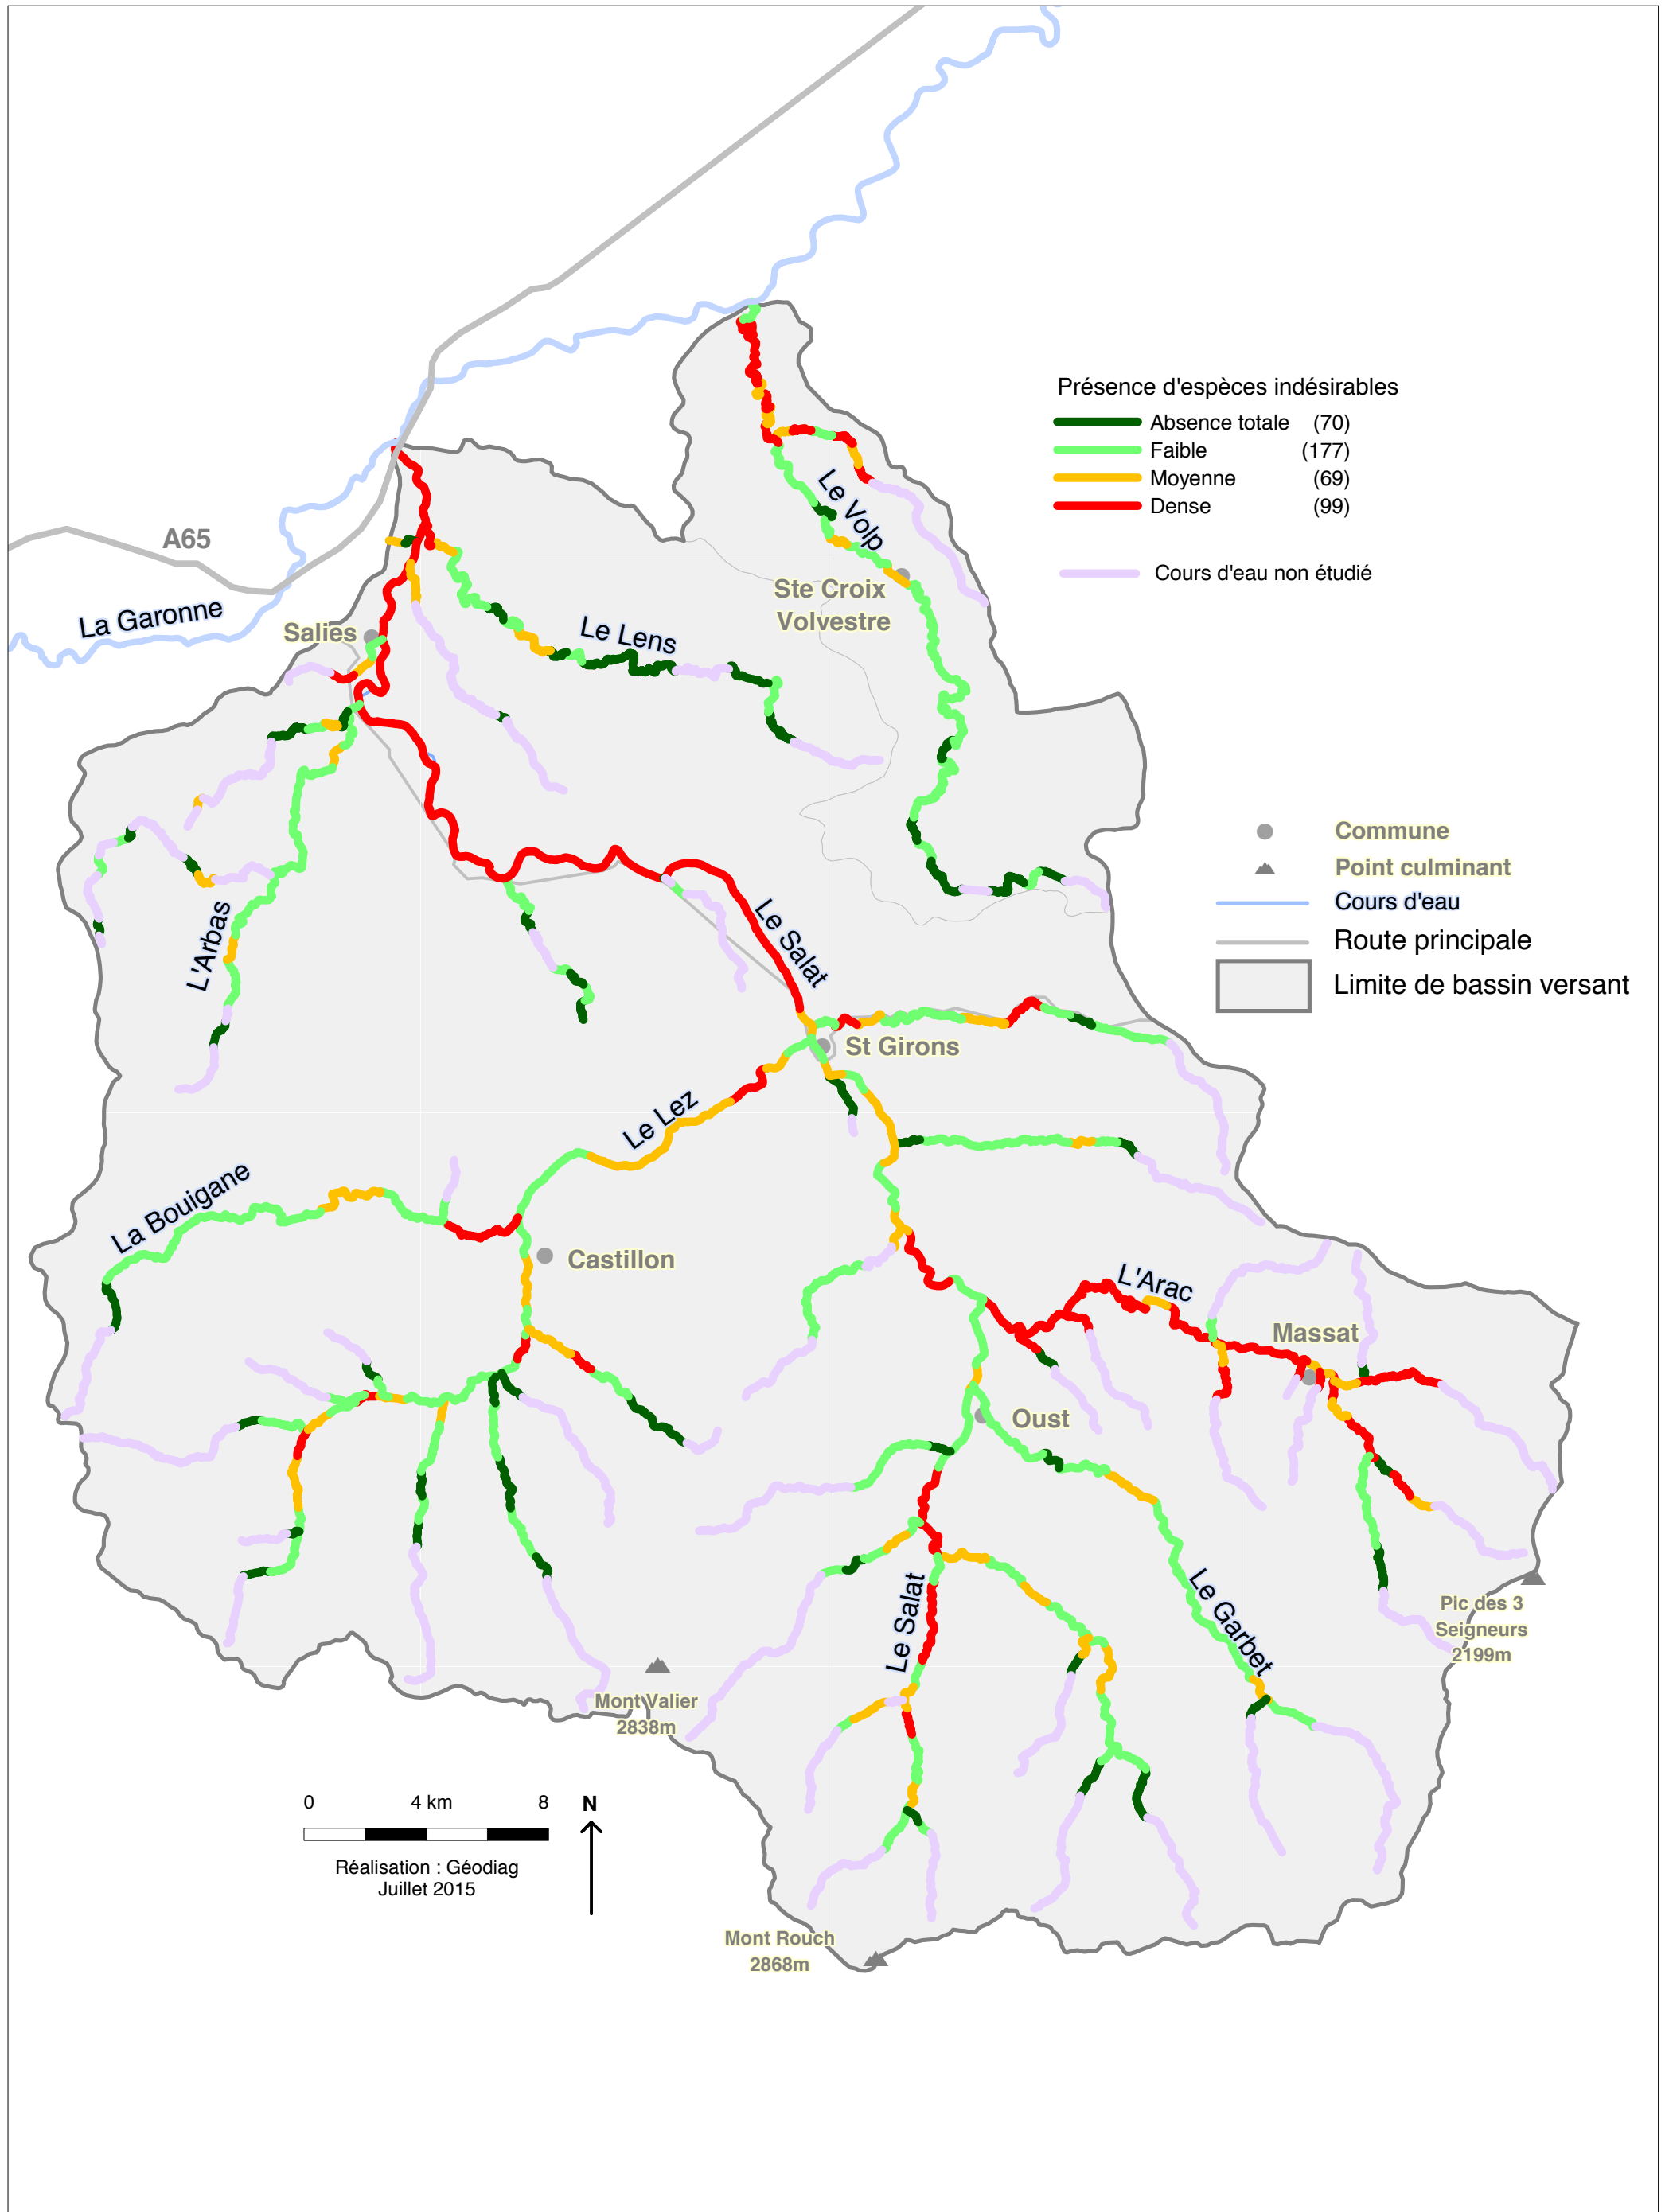 Présence d'espèces indésirables
Absence totale (70)
Faible (177)
Moyenne (69)
Dense (99)
Cours d'eau non étudié
A65
La Garonne
Salies
Le Lens
Le Volp
Ste Croix
Volvestre
Commune
Point culminant
Cours d'eau
Route principale
Limite de bassin versant
L'Arbas
Le Salat
St Girons
Le Lez
La Bouigane
Castillon
L'Arac
Massat
Oust
Le Salat
Le Garbet
Pic des 3
Seigneurs
2199m
Mont Valier
2838m
0 4 km 8
N
Réalisation : Géodiag
Juillet 2015
Mont Rouch
2868m